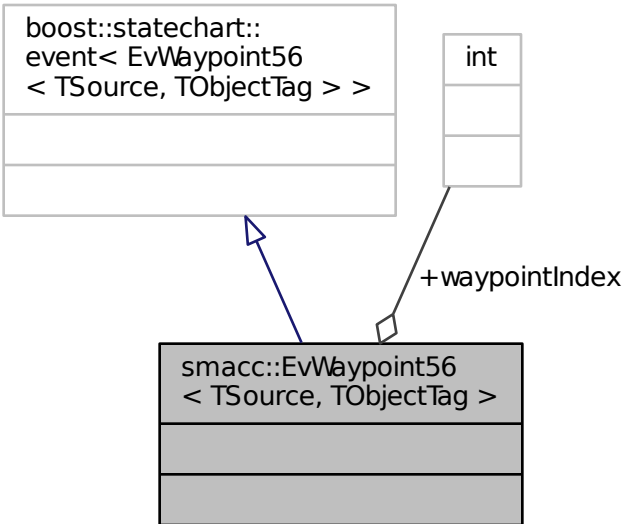 boost::statechart::
event< EvWaypoint56
< TSource, TObjectTag > >
int
+waypointIndex
smacc::EvWaypoint56
< TSource, TObjectTag >